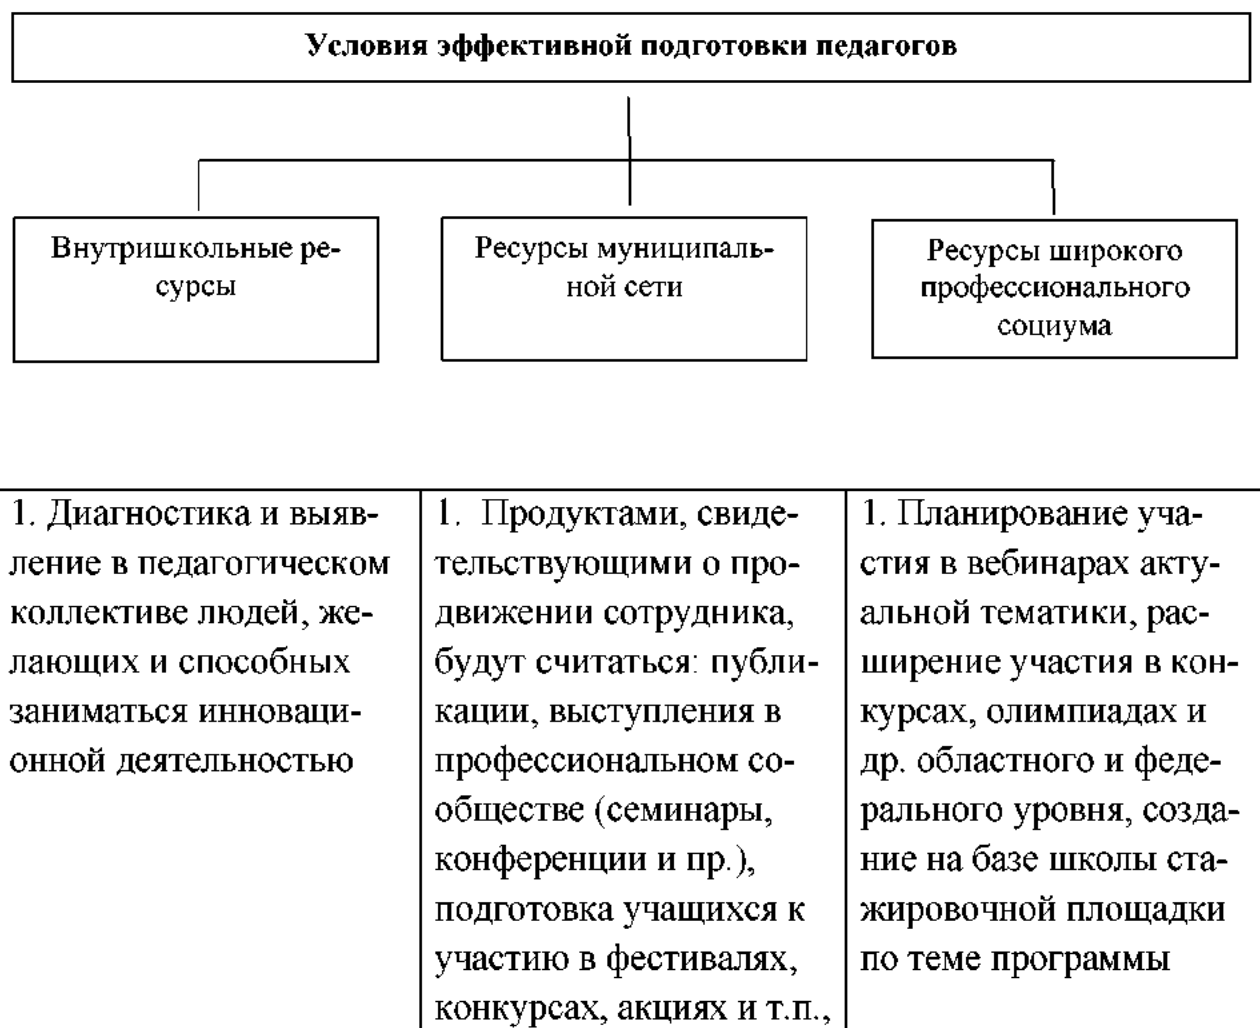 Условия эффективной подготовки педагогов
Внутришкольные ре-
сурсы
Ресурсы муниципаль-
ной сети
Ресурсы широкого
профессионального
социума
1. Диагностика и выяв-
ление в педагогическом
коллективе людей, же-
лающих и способных
заниматься инноваци-
онной деятельностью
1. Продуктами, свиде-
тельствующими о про-
движении сотрудника,
будут считаться: публи-
кации, выступления в
профессиональном со-
обществе (семинары,
конференции и пр.),
подготовка учащихся к
участию в фестивалях,
конкурсах, акциях и т.п.,
1. Планирование уча-
стия в вебинарах акту-
альной тематики, рас-
ширение участия в кон-
курсах, олимпиадах и
др. областного и феде-
рального уровня, созда-
ние на базе школы ста-
жировочной площадки
по теме программы